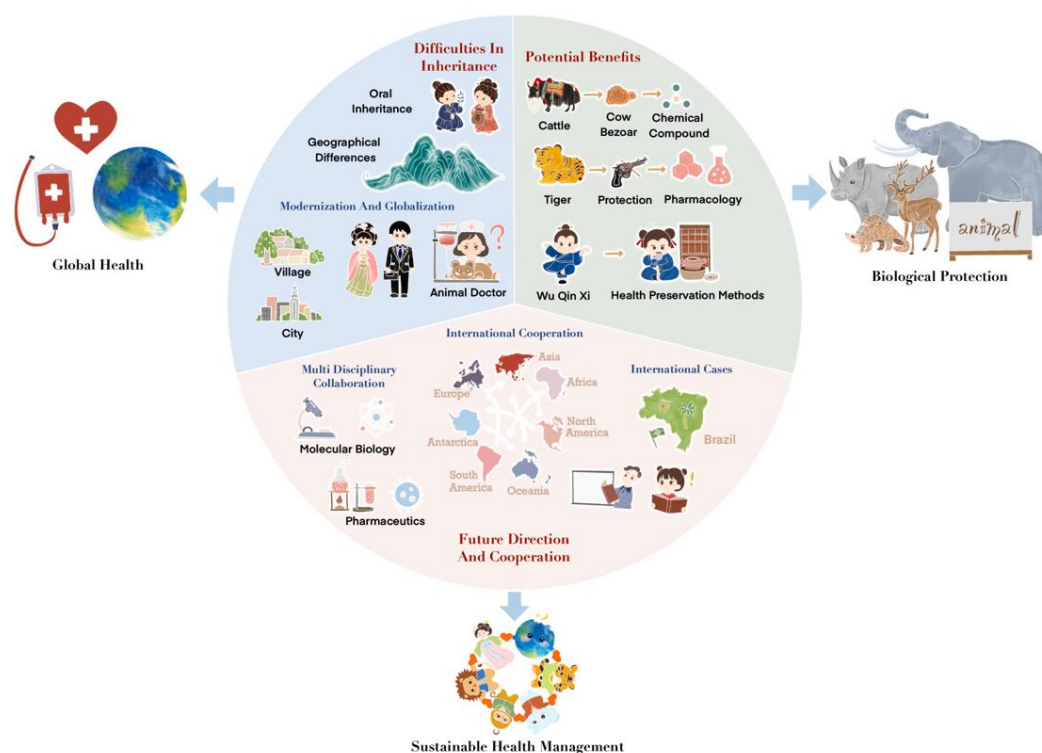 Difficulties In
Inheritance
Oral
Inheritance
Geographical
Differences
Modernization And Globalization
Village
City
Animal Doctor
?
Potential Benefits
Cattle
Cow
Bezoar
Chemical
Compound
Tiger
Protection
Pharmacology
Wu Qin Xi
Health Preservation Methods
Global Health
animal
Biological Protection
International Cooperation
Multi Disciplinary
Collaboration
Molecular Biology
Pharmaceutics
Asia
Europe
Africa
Antarctica
North
America
South
America
Oceania
International Cases
Brazil
!
Future Direction
And Cooperation
Sustainable Health Management